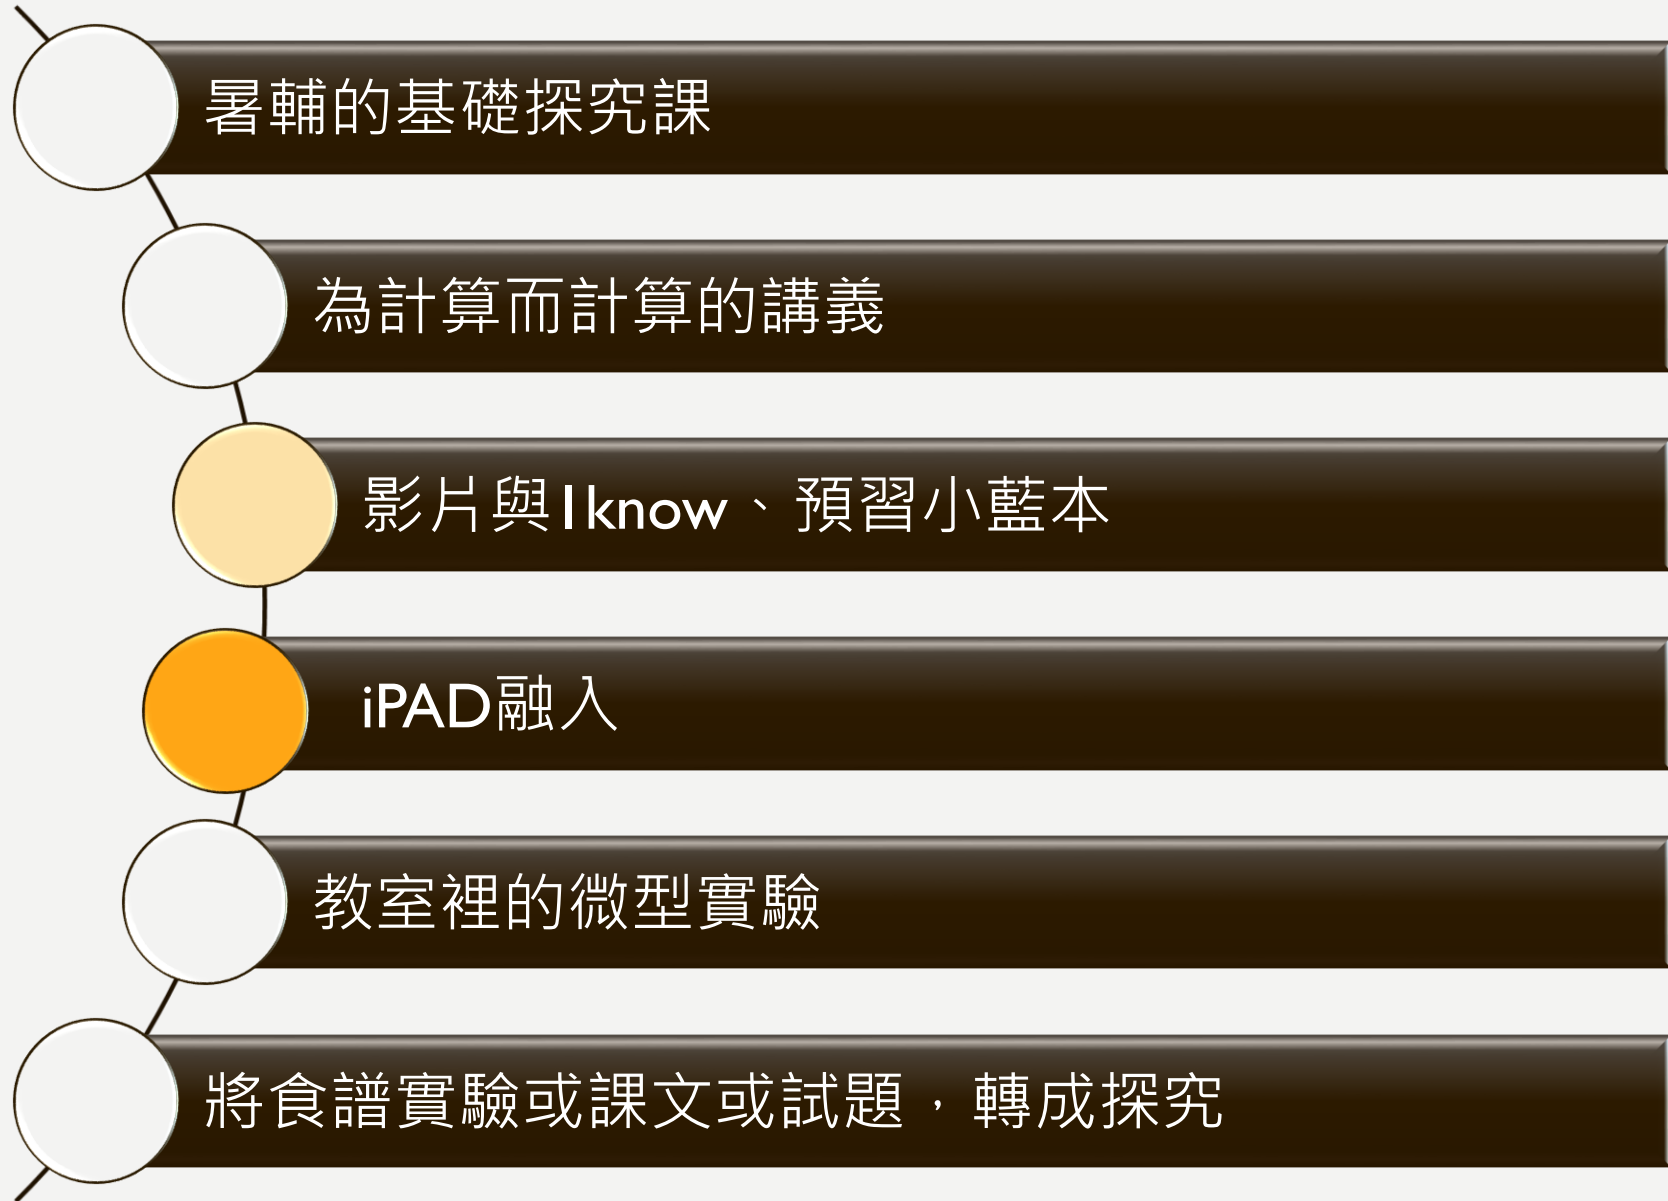 暑輔的基礎探究課
為計算而計算的講義
影片與1know、預習小藍本
iPAD融入
教室裡的微型實驗
將食譜實驗或課文或試題，轉成探究